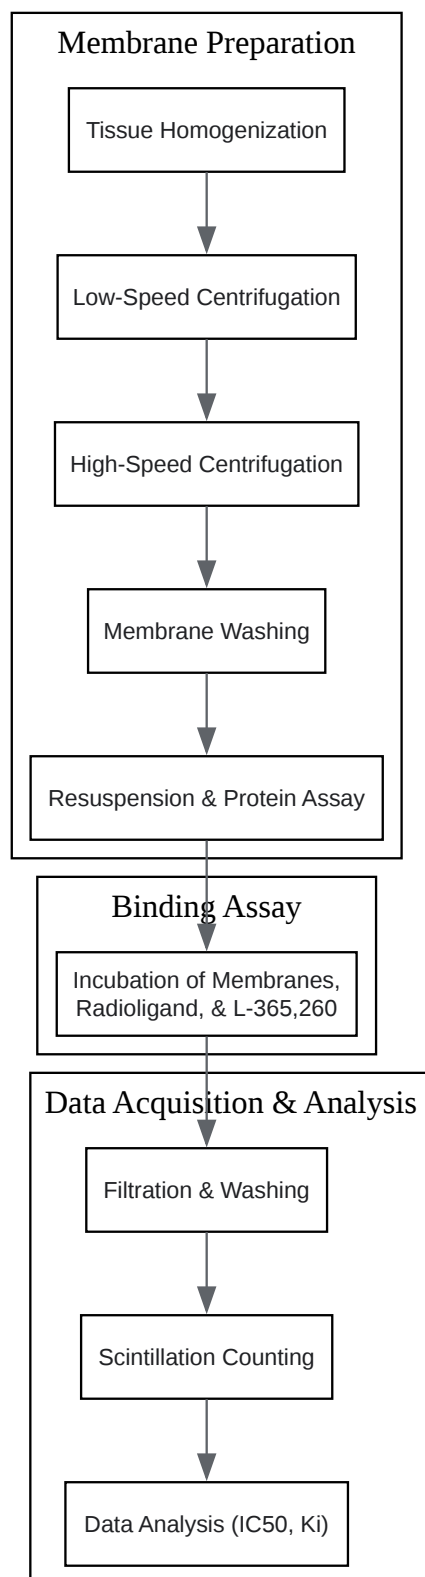 Membrane Preparation
Tissue Homogenization
Low-Speed Centrifugation
High-Speed Centrifugation
Membrane Washing
Resuspension & Protein Assay
Binding Assay
Incubation of Membranes,
Radioligand, & L-365,260
Data Acquisition & Analysis
Filtration & Washing
Scintillation Counting
Data Analysis (IC50, Ki)